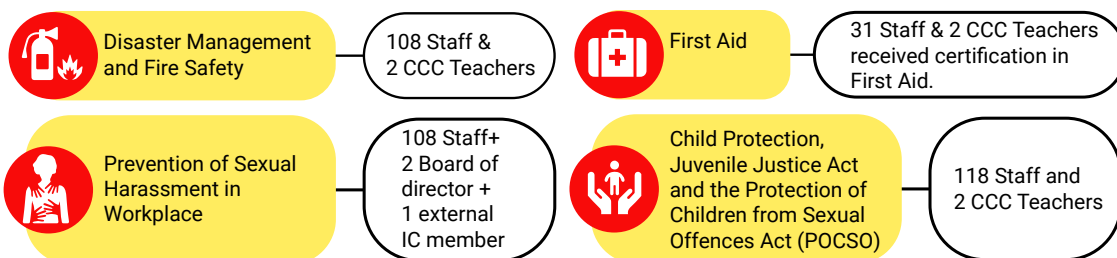 Disaster Management
and Fire Safety
108 Staff &
2 CCC Teachers
First Aid
31 Staff & 2 CCC Teachers
received certification in
First Aid.
Prevention of Sexual
Harassment in
Workplace
108 Staff+
2 Board of
director +
1 external
IC member
Child Protection,
Juvenile Justice Act
and the Protection of
Children from Sexual
Offences Act (POCSO)
118 Staff and
2 CCC Teachers